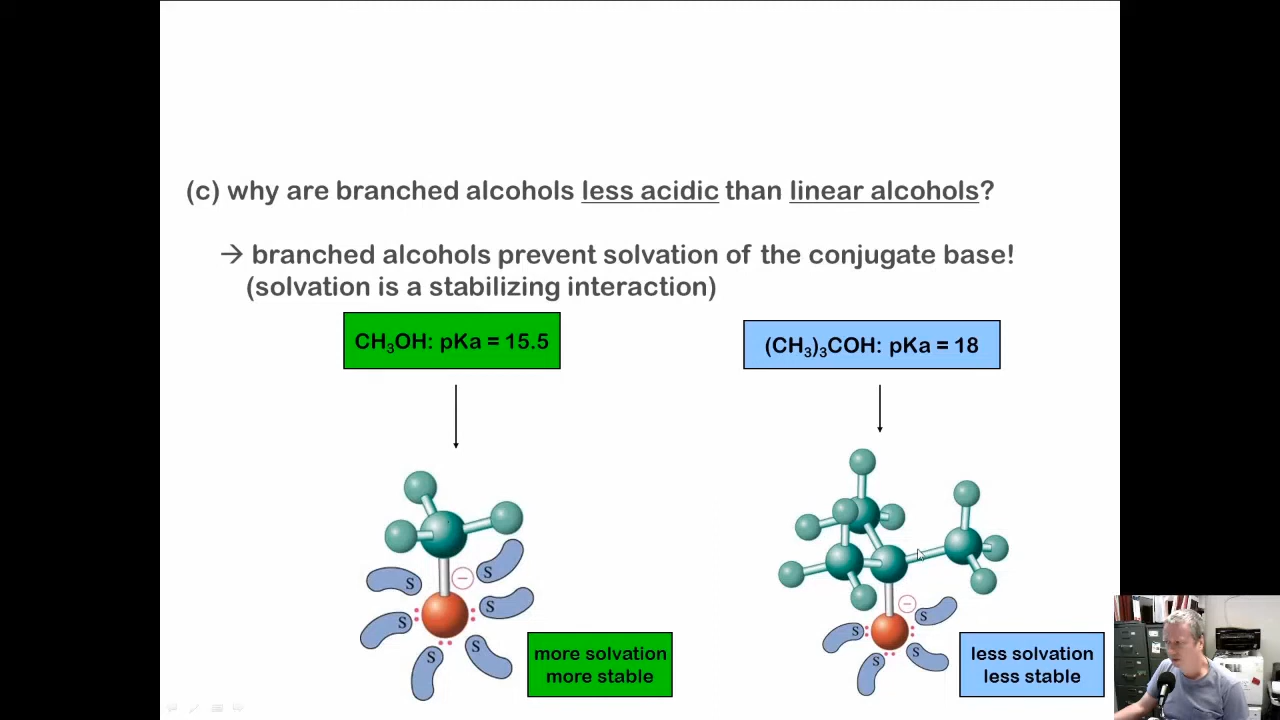 (c) why are branched alcohols less acidic than linear alcohols?
→ branched alcohols prevent solvation of the conjugate base!
(solvation is a stabilizing interaction)
CH₃OH: pKa = 15.5
(CH₃)₃COH: pKa = 18
S
S
S
S
S
S
more solvation
more stable
S
S
S
S
less solvation
less stable